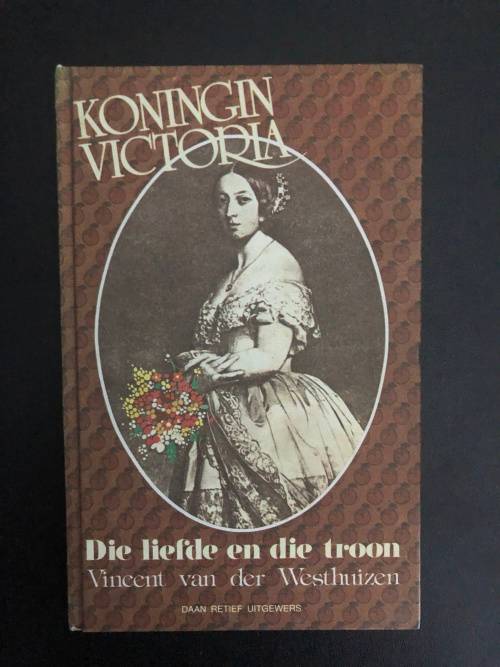 KONINGIN
VICTORIA
Die liefde en die troon
Vincent van der Westhuizen
DAAN RETIEF UITGEWERS